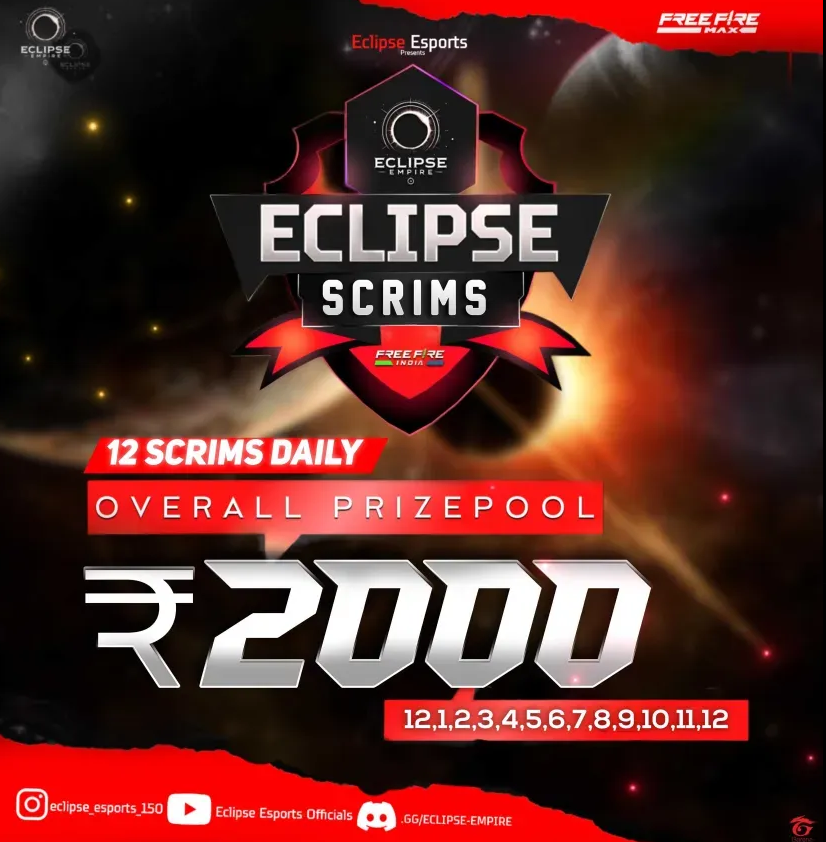 ECLIPSE
EMPIRE
ECLIPSE
Eclipse Esports
Presents
FREE FIRE
MAX
ECLIPSE
EMPIRE
ECLIPSE
SCRIMS
FREE FIRE
INDIA
12 SCRIMS DAILY
OVERALL PRIZEPOOL
₹2000
12,1,2,3,4,5,6,7,8,9,10,11,12
eclipse_esports_150
Eclipse Esports Officials
.GG/ECLIPSE-EMPIRE
Garena